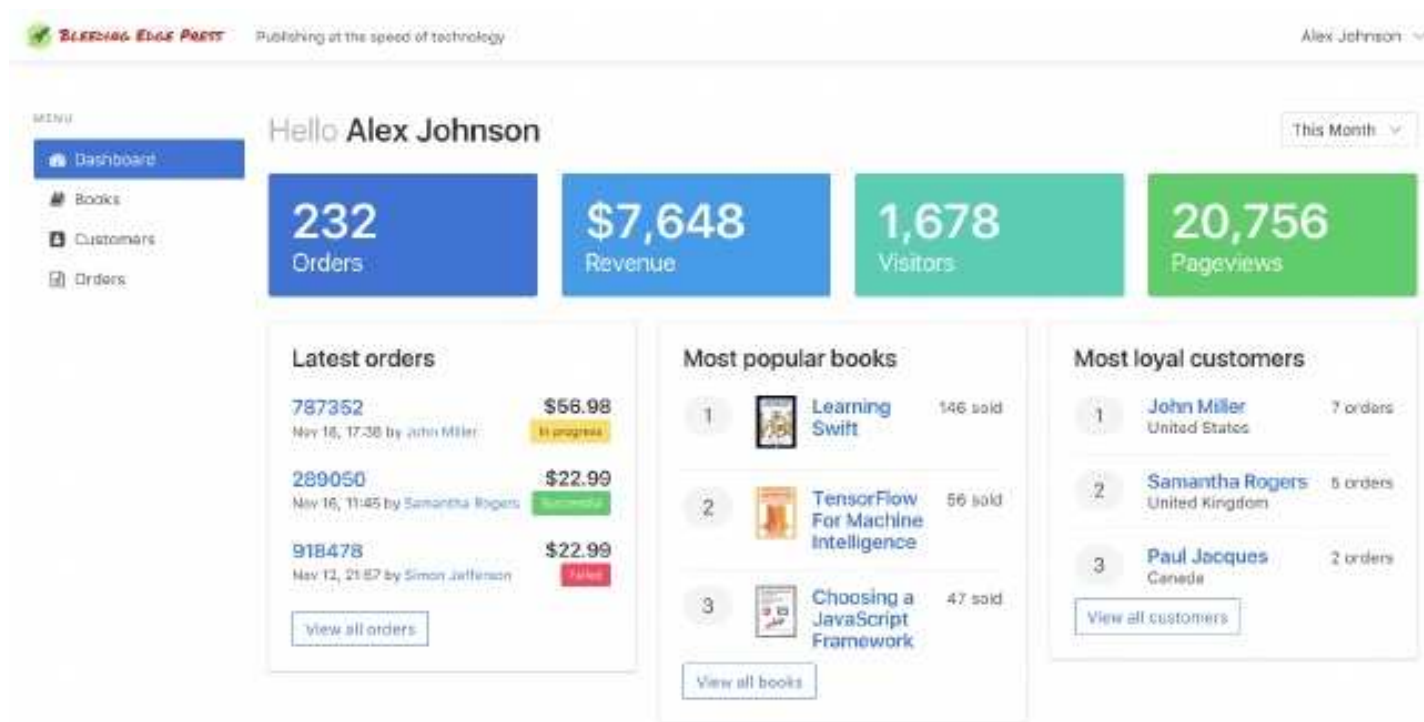 BLEEDING EDGE PRESS
Publishing at the speed of technology
Alex Johnson
MENU
Dashboard
Books
Customers
Orders
Hello Alex Johnson
This Month
232
Orders
$7,648
Revenue
1,678
Visitors
20,756
Pageviews
Latest orders
787352
$56.98
Nov 18, 17:38 by John Miller
In progress
289050
$22.99
Nov 16, 11:45 by Samantha Rogers
Successful
918478
$22.99
Nov 12, 21:57 by Simon Jefferson
Failed
View all orders
Most popular books
1
Learning
Swift
146 sold
2
TensorFlow
For Machine
Intelligence
56 sold
3
Choosing a
JavaScript
Framework
47 sold
View all books
Most loyal customers
1
John Miller
United States
7 orders
2
Samantha Rogers
United Kingdom
5 orders
3
Paul Jacques
Canada
2 orders
View all customers